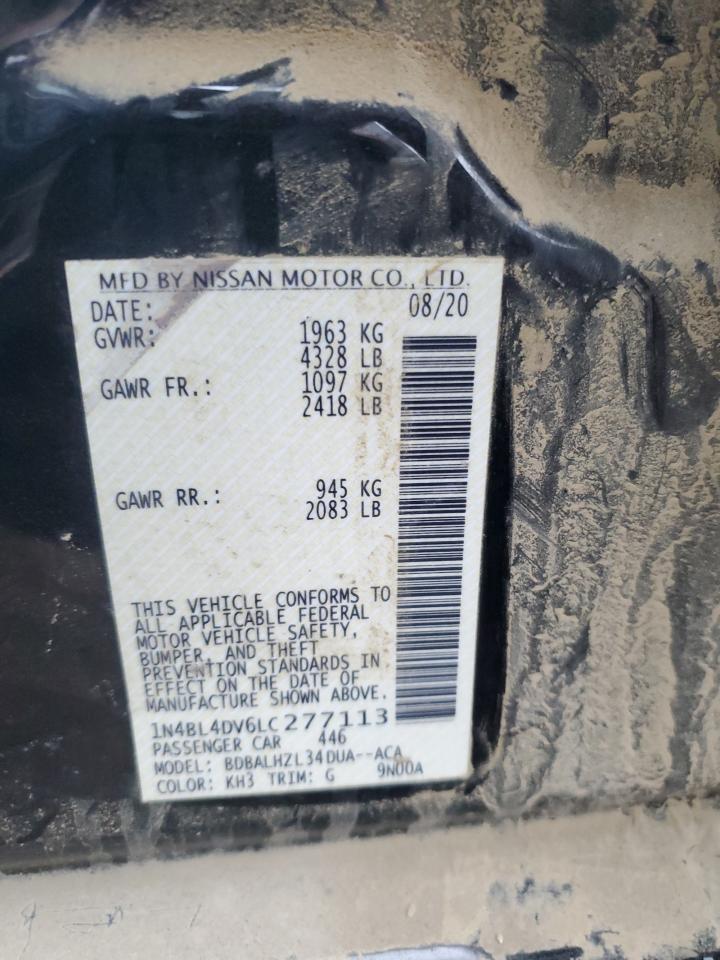 MFD BY NISSAN MOTOR CO., LTD.
DATE: 08/20
GVWR: 1963 KG
4328 LB
GAWR FR.: 1097 KG
2418 LB
GAWR RR.: 945 KG
2083 LB
THIS VEHICLE CONFORMS TO
ALL APPLICABLE FEDERAL
MOTOR VEHICLE SAFETY,
BUMPER, AND THEFT
PREVENTION STANDARDS IN
EFFECT ON THE DATE OF
MANUFACTURE SHOWN ABOVE.
1N4BL4DV6LC277113
PASSENGER CAR 446
MODEL: BDBALHZL34DUA--ACA
COLOR: KH3 TRIM: G 9N00A